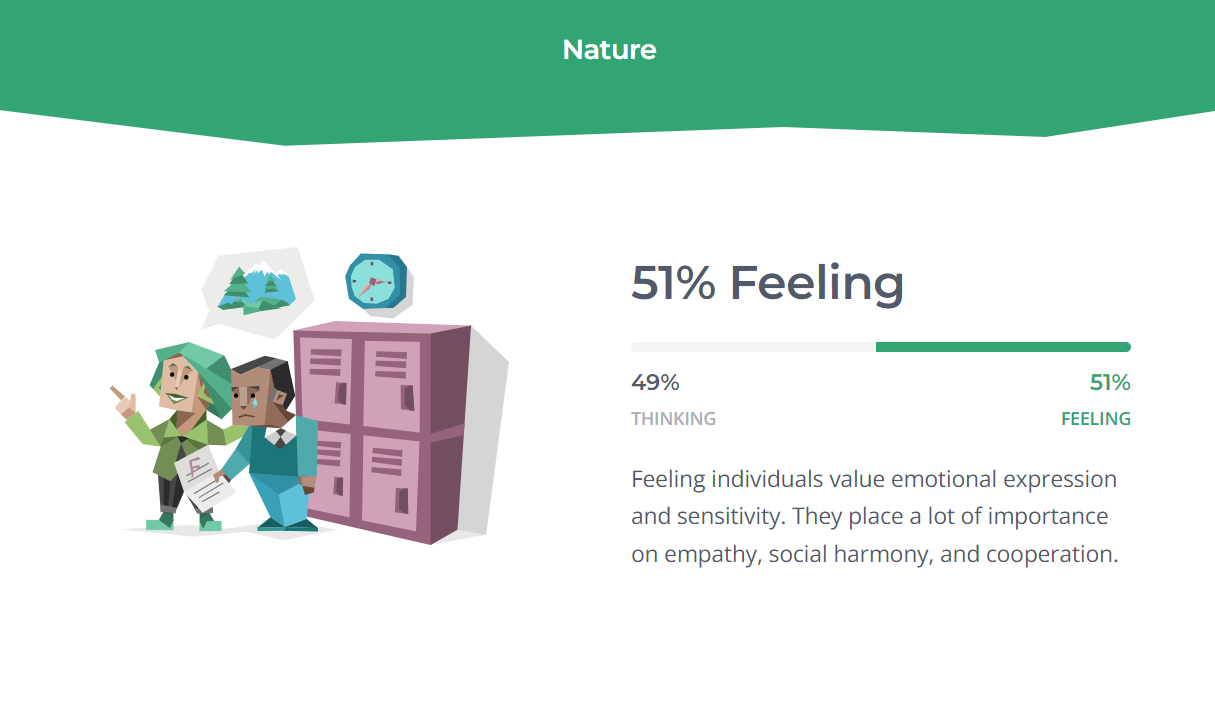 Nature
F
51% Feeling
49%
51%
THINKING
FEELING
Feeling individuals value emotional expression
and sensitivity. They place a lot of importance
on empathy, social harmony, and cooperation.